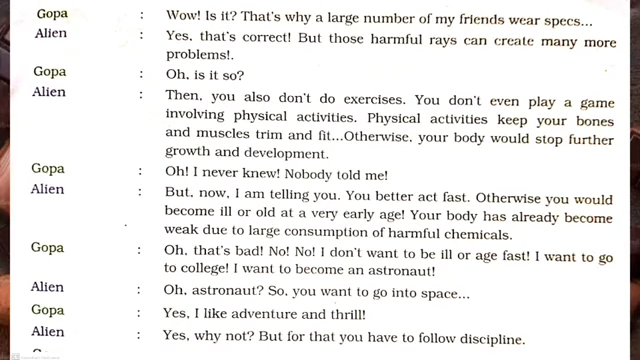 Gopa : Wow! Is it? That's why a large number of my friends wear specs...
Alien : Yes, that's correct! But those harmful rays can create many more
problems!.
Gopa : Oh, is it so?
Alien : Then, you also don't do exercises. You don't even play a game
involving physical activities. Physical activities keep your bones
and muscles trim and fit...Otherwise, your body would stop further
growth and development.
Gopa : Oh! I never knew! Nobody told me!
Alien : But, now, I am telling you. You better act fast. Otherwise you would
become ill or old at a very early age! Your body has already become
weak due to large consumption of harmful chemicals.
Gopa : Oh, that's bad! No! No! I don't want to be ill or age fast! I want to go
to college! I want to become an astronaut!
Alien : Oh, astronaut? So, you want to go into space...
Gopa : Yes, I like adventure and thrill!
Alien : Yes, why not? But for that you have to follow discipline.